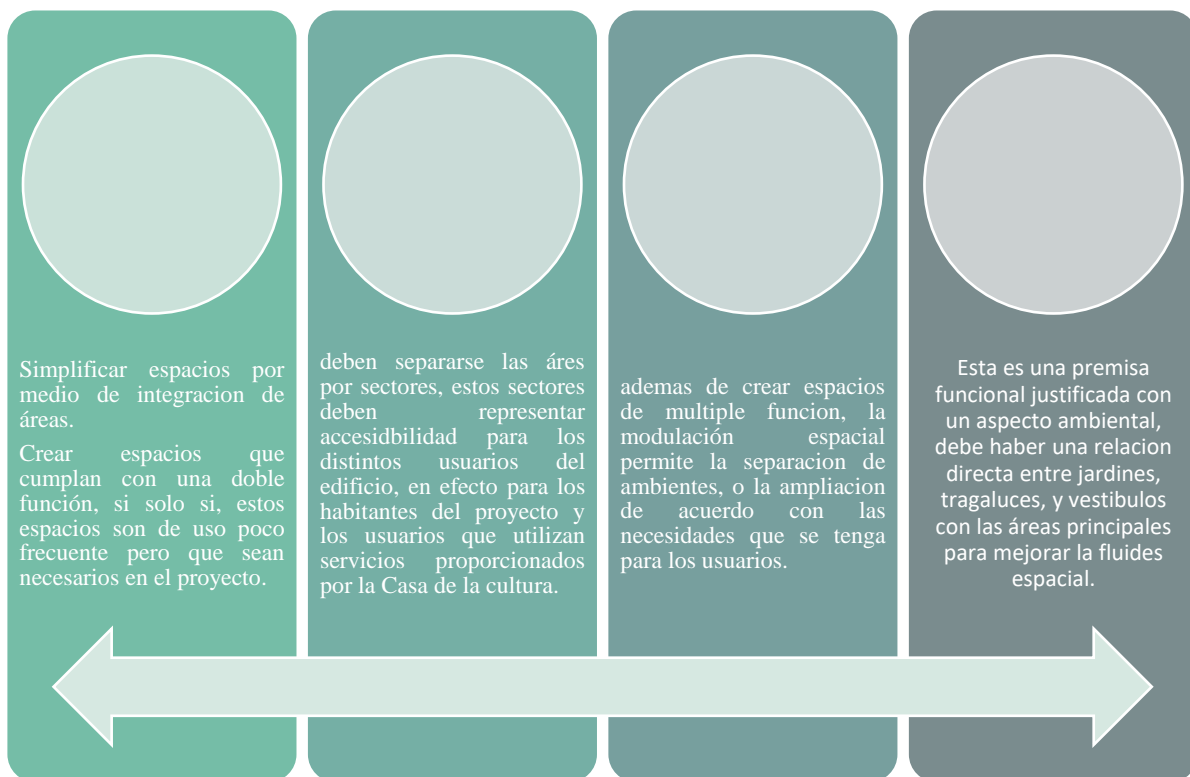 Simplificar espacios por
medio de integracion de
áreas.
Crear espacios que
cumplan con una doble
función, si solo si, estos
espacios son de uso poco
frecuente pero que sean
necesarios en el proyecto.
deben separarse las áres
por sectores, estos sectores
deben representar
accesidbilidad para los
distintos usuarios del
edificio, en efecto para los
habitantes del proyecto y
los usuarios que utilizan
servicios proporcionados
por la Casa de la cultura.
ademas de crear espacios
de multiple funcion, la
modulación espacial
permite la separacion de
ambientes, o la ampliacion
de acuerdo con las
necesidades que se tenga
para los usuarios.
Esta es una premisa
funcional justificada con
un aspecto ambiental,
debe haber una relacion
directa entre jardines,
tragaluces, y vestibulos
con las áreas principales
para mejorar la fluides
espacial.